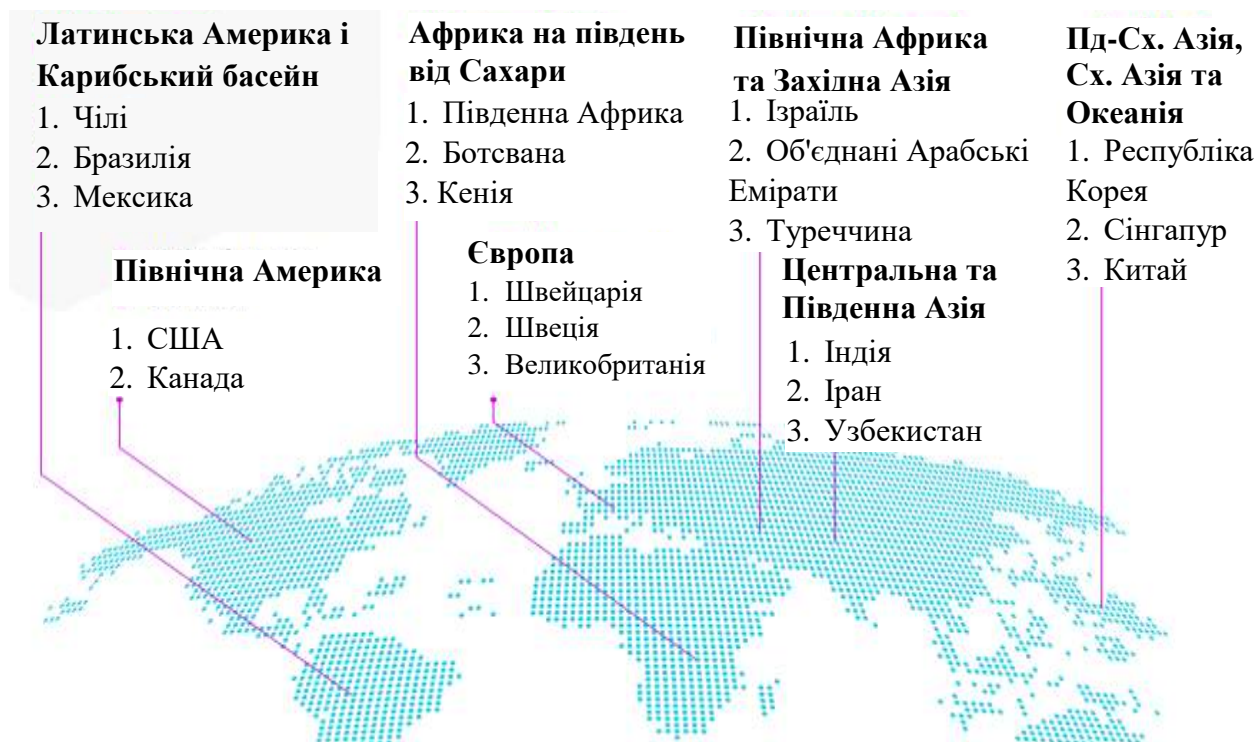 Латинська Америка і
Карибський басейн
1. Чілі
2. Бразилія
3. Мексика
Африка на південь
від Сахари
1. Південна Африка
2. Ботсвана
3. Кенія
Північна Африка
та Західна Азія
1. Ізраїль
2. Об'єднані Арабські
Емірати
3. Туреччина
Пд-Сх. Азія,
Сх. Азія та
Океанія
1. Республіка
Корея
2. Сінгапур
3. Китай
Північна Америка
1. США
2. Канада
Європа
1. Швейцарія
2. Швеція
3. Великобританія
Центральна та
Південна Азія
1. Індія
2. Іран
3. Узбекистан